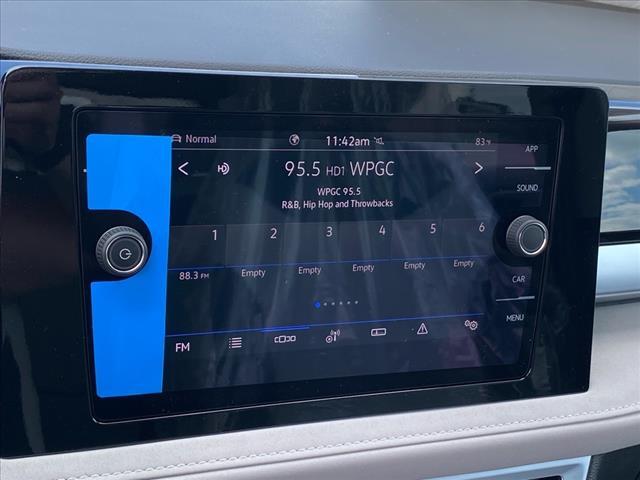 Normal 11:42am 83°F
APP
95.5 HD1 WPGC
SOUND
WPGC 95.5
R&B, Hip Hop and Throwbacks
1 2 3 4 5 6
88.3 FM Empty Empty Empty Empty Empty
CAR
MENU
FM